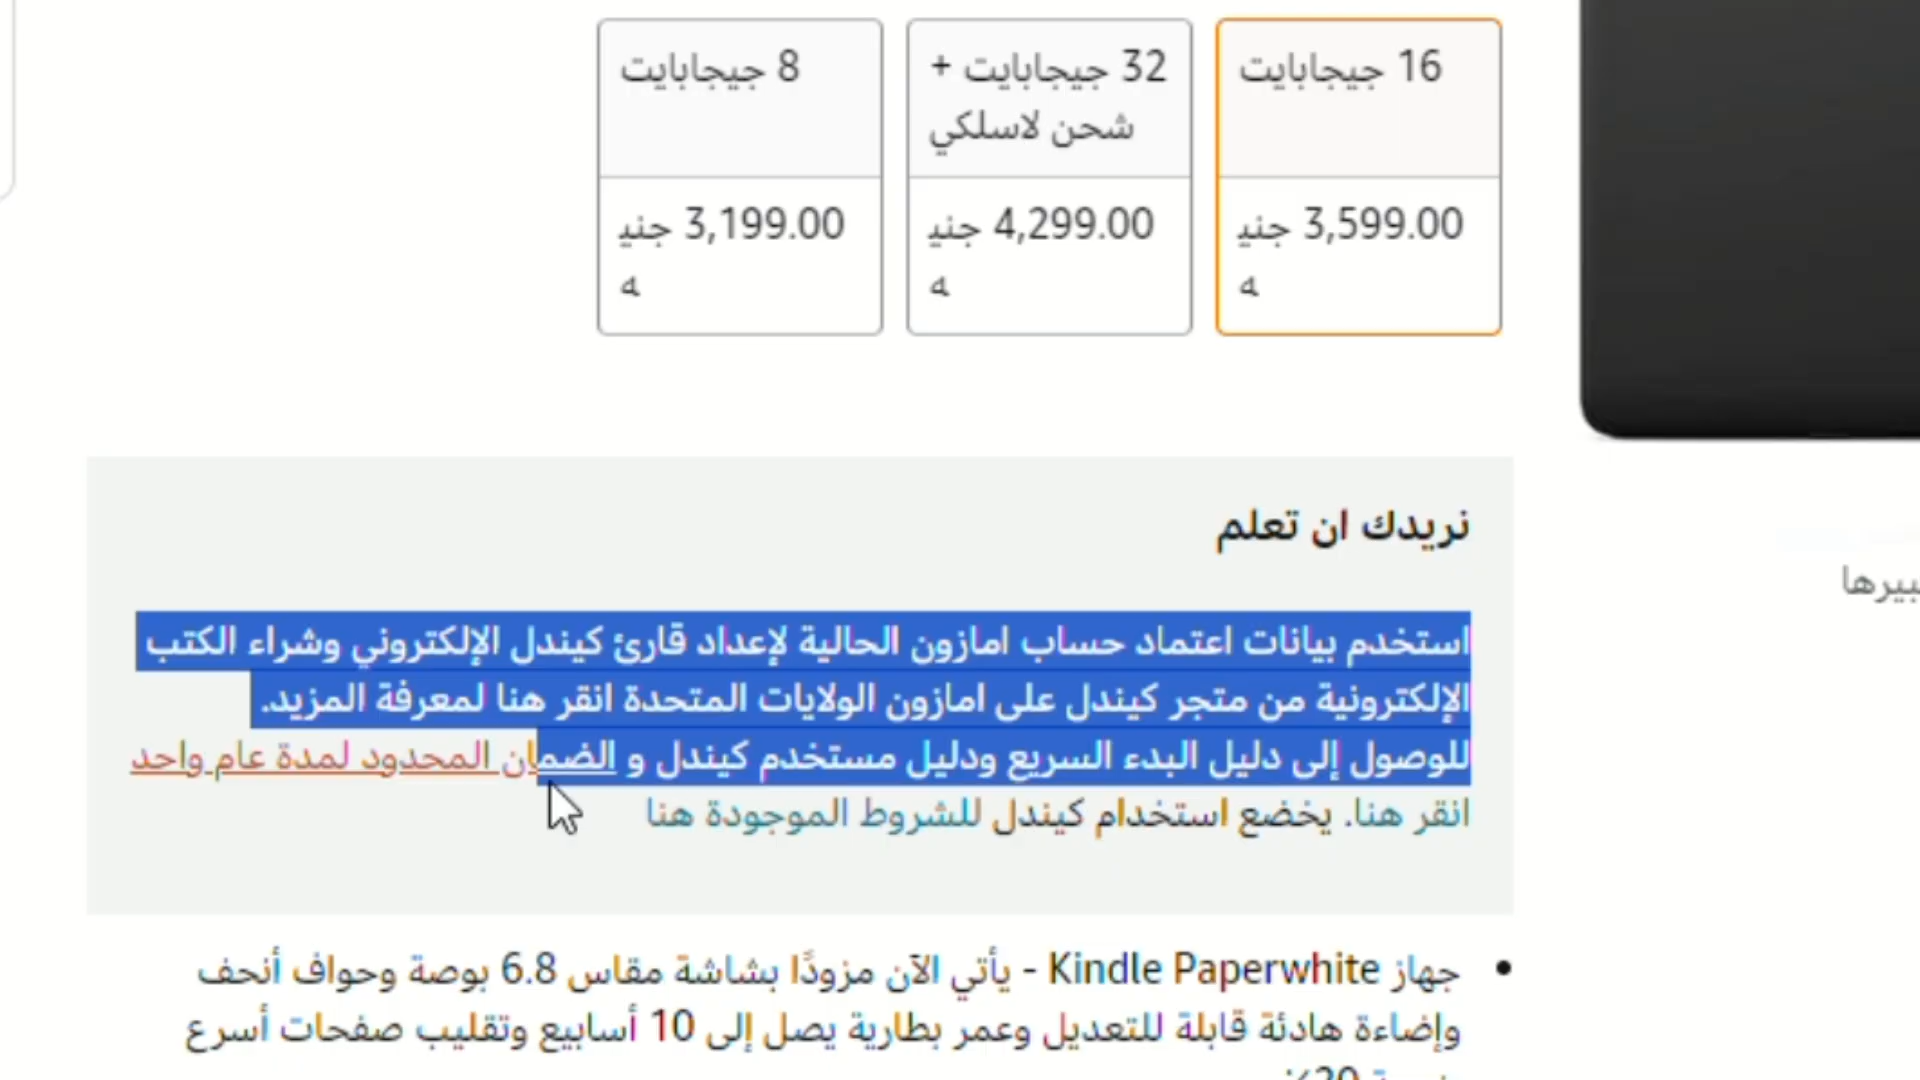 16 جيجابايت
3,599.00 جني
ه
32 جيجابايت +
شحن لاسلكي
4,299.00 جني
ه
8 جيجابايت
3,199.00 جني
ه
نريدك ان تعلم
استخدم بيانات اعتماد حساب امازون الحالية لإعداد قارئ كيندل الإلكتروني وشراء الكتب
الإلكترونية من متجر كيندل على امازون الولايات المتحدة انقر هنا لمعرفة المزيد.
للوصول إلى دليل البدء السريع ودليل مستخدم كيندل و الضمان المحدود لمدة عام واحد
انقر هنا. يخضع استخدام كيندل للشروط الموجودة هنا
• جهاز Kindle Paperwhite - يأتي الآن مزودًا بشاشة مقاس 6.8 بوصة وحواف أنحف
وإضاءة هادئة قابلة للتعديل وعمر بطارية يصل إلى 10 أسابيع وتقليب صفحات أسرع